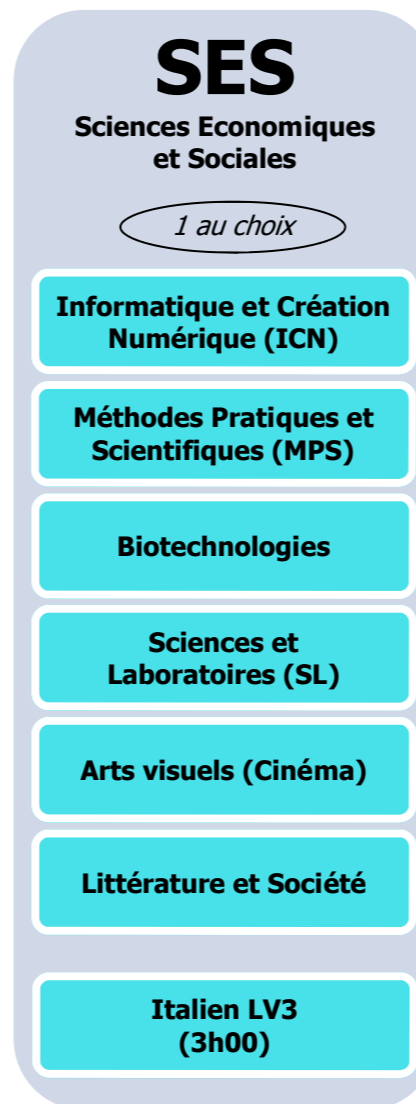 SES
Sciences Economiques
et Sociales
1 au choix
Informatique et Création
Numérique (ICN)
Méthodes Pratiques et
Scientifiques (MPS)
Biotechnologies
Sciences et
Laboratoires (SL)
Arts visuels (Cinéma)
Littérature et Société
Italien LV3
(3h00)